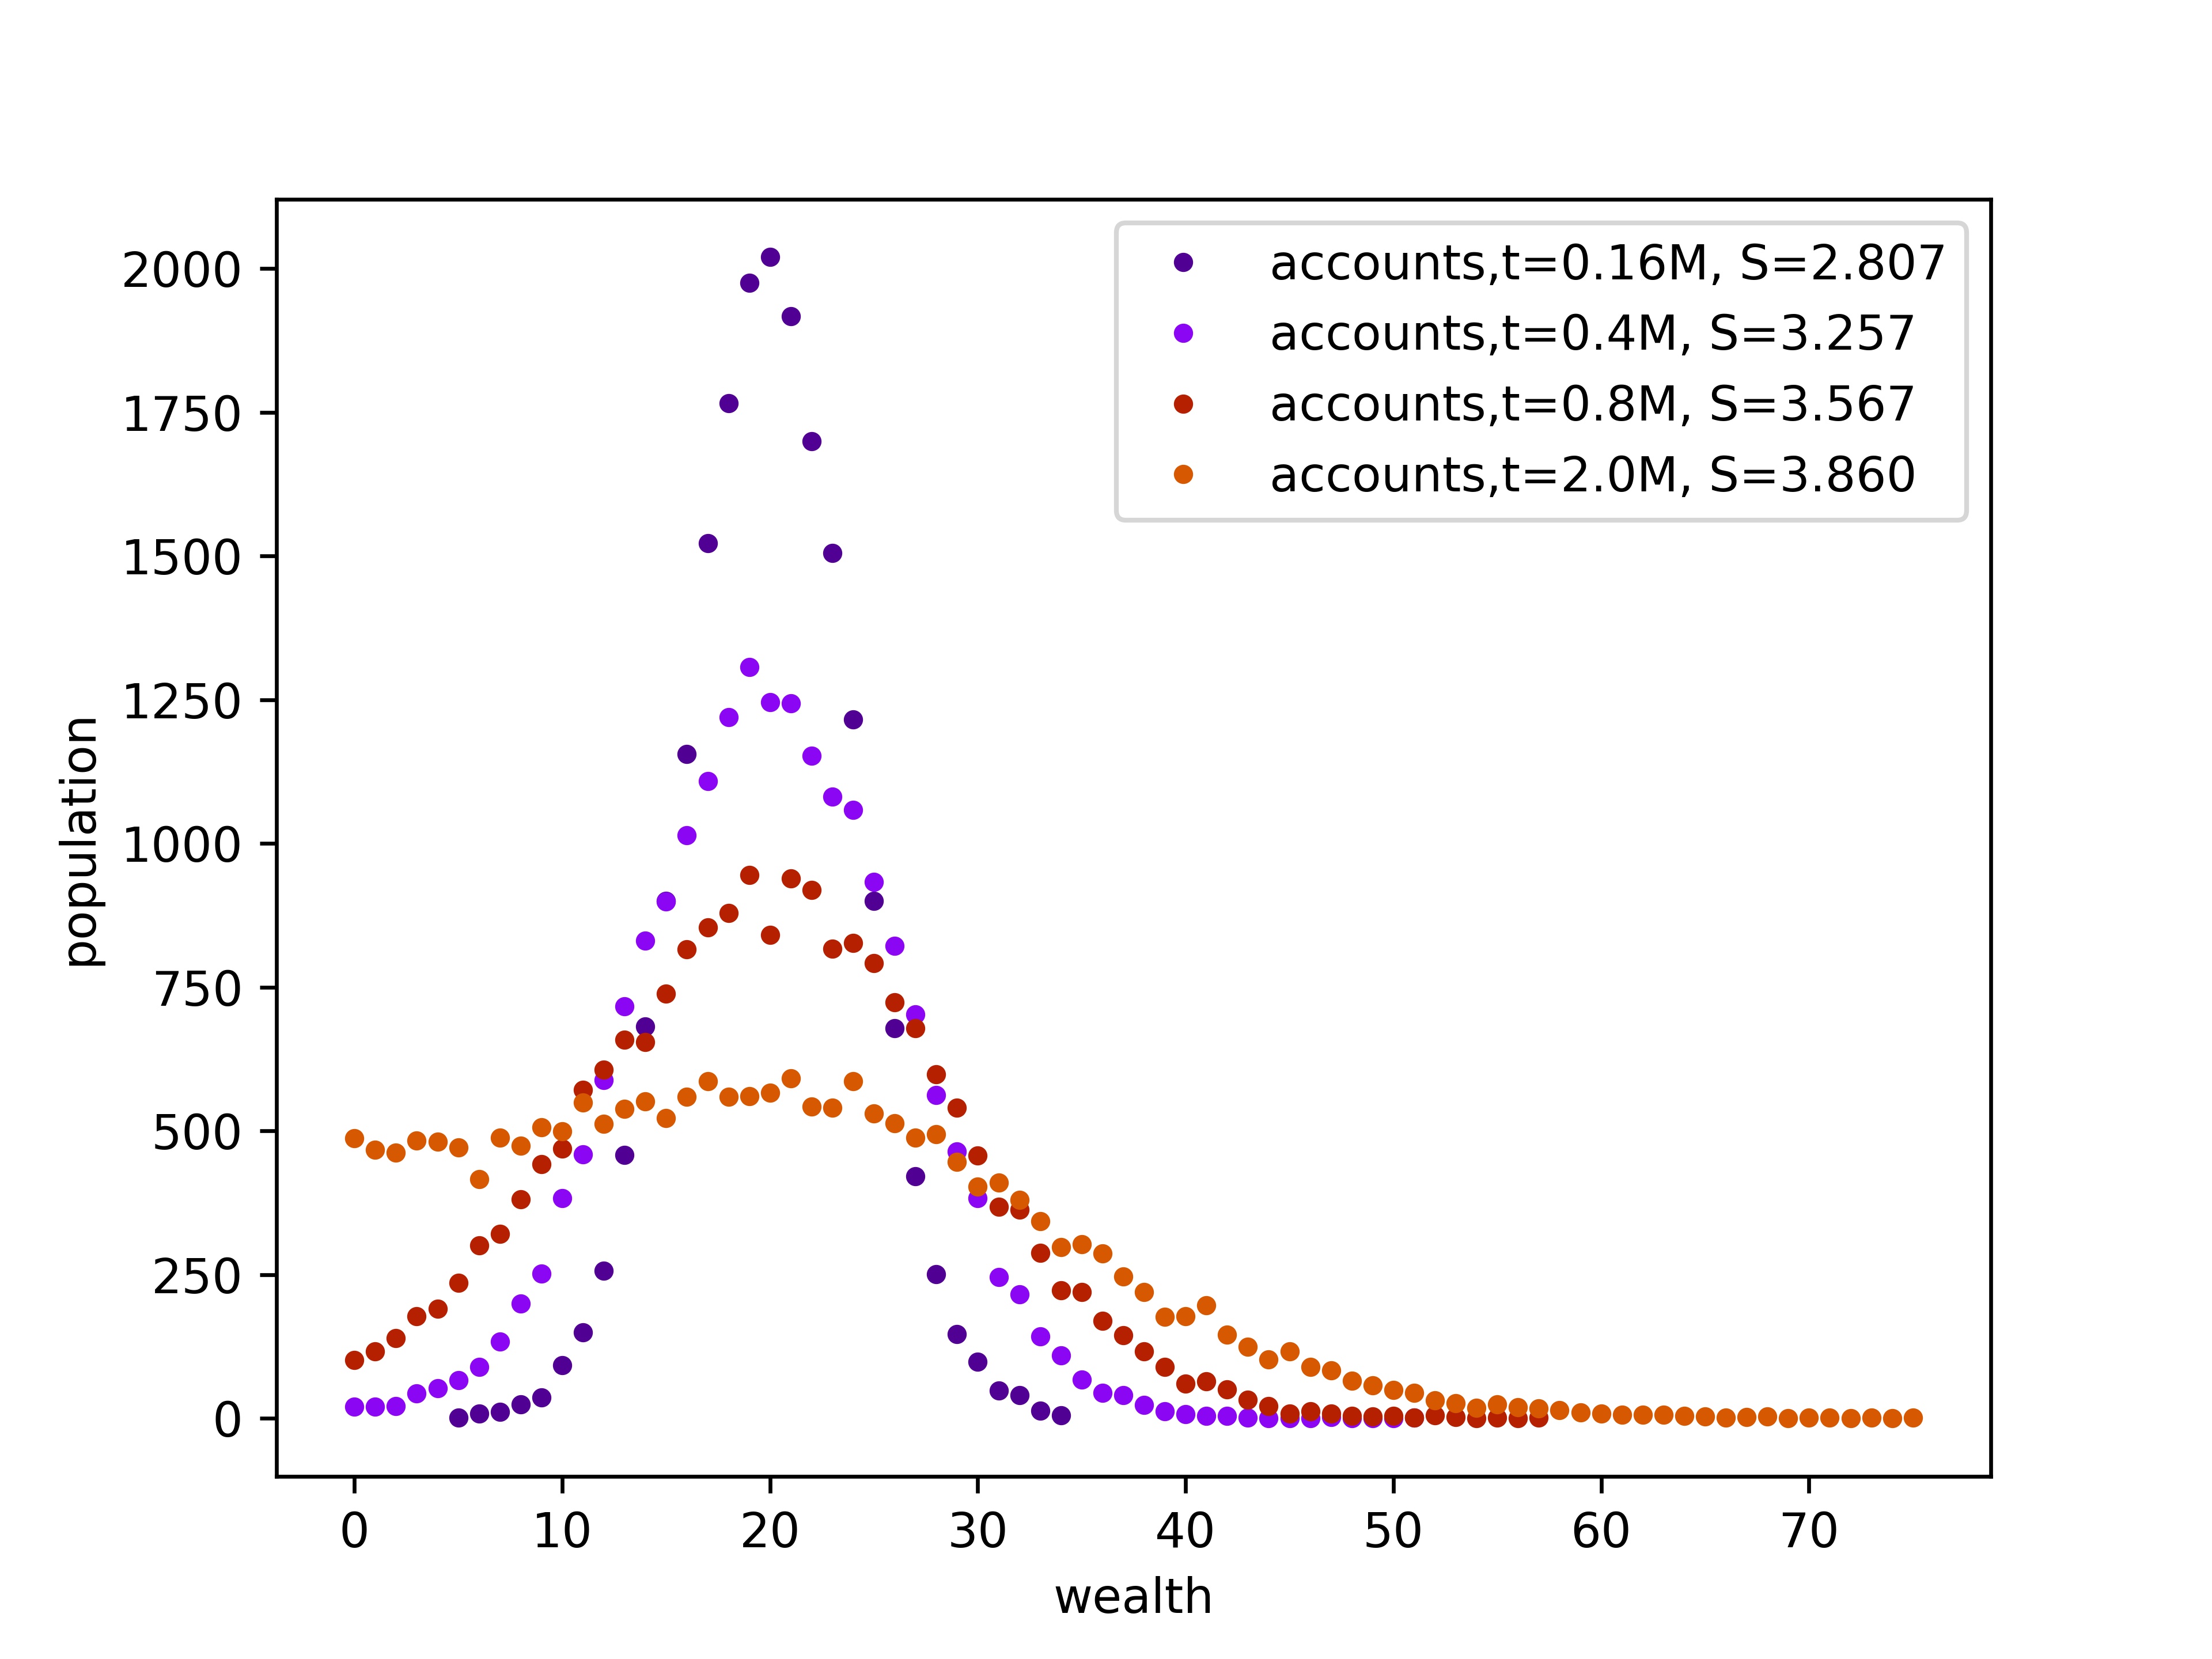 accounts,t=0.16M, S=2.807
accounts,t=0.4M, S=3.257
accounts,t=0.8M, S=3.567
accounts,t=2.0M, S=3.860
2000
1750
1500
1250
1000
750
500
250
0
population
0 10 20 30 40 50 60 70
wealth